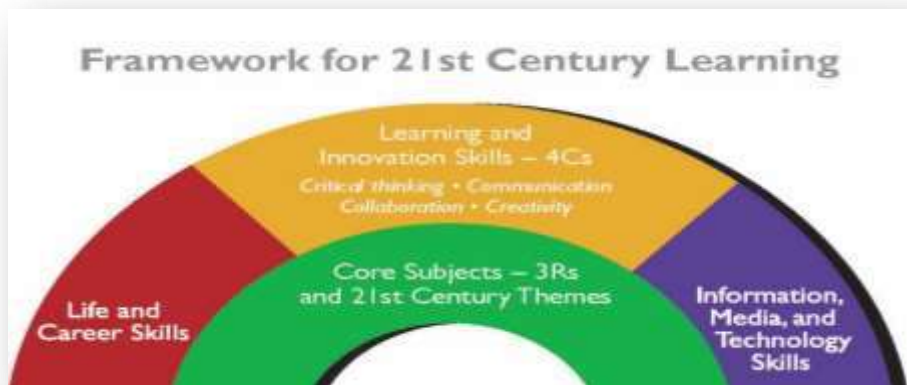 Framework for 21st Century Learning
Learning and
Innovation Skills – 4Cs
Critical thinking • Communication
Collaboration • Creativity
Core Subjects – 3Rs
and 21st Century Themes
Life and
Career Skills
Information,
Media, and
Technology
Skills